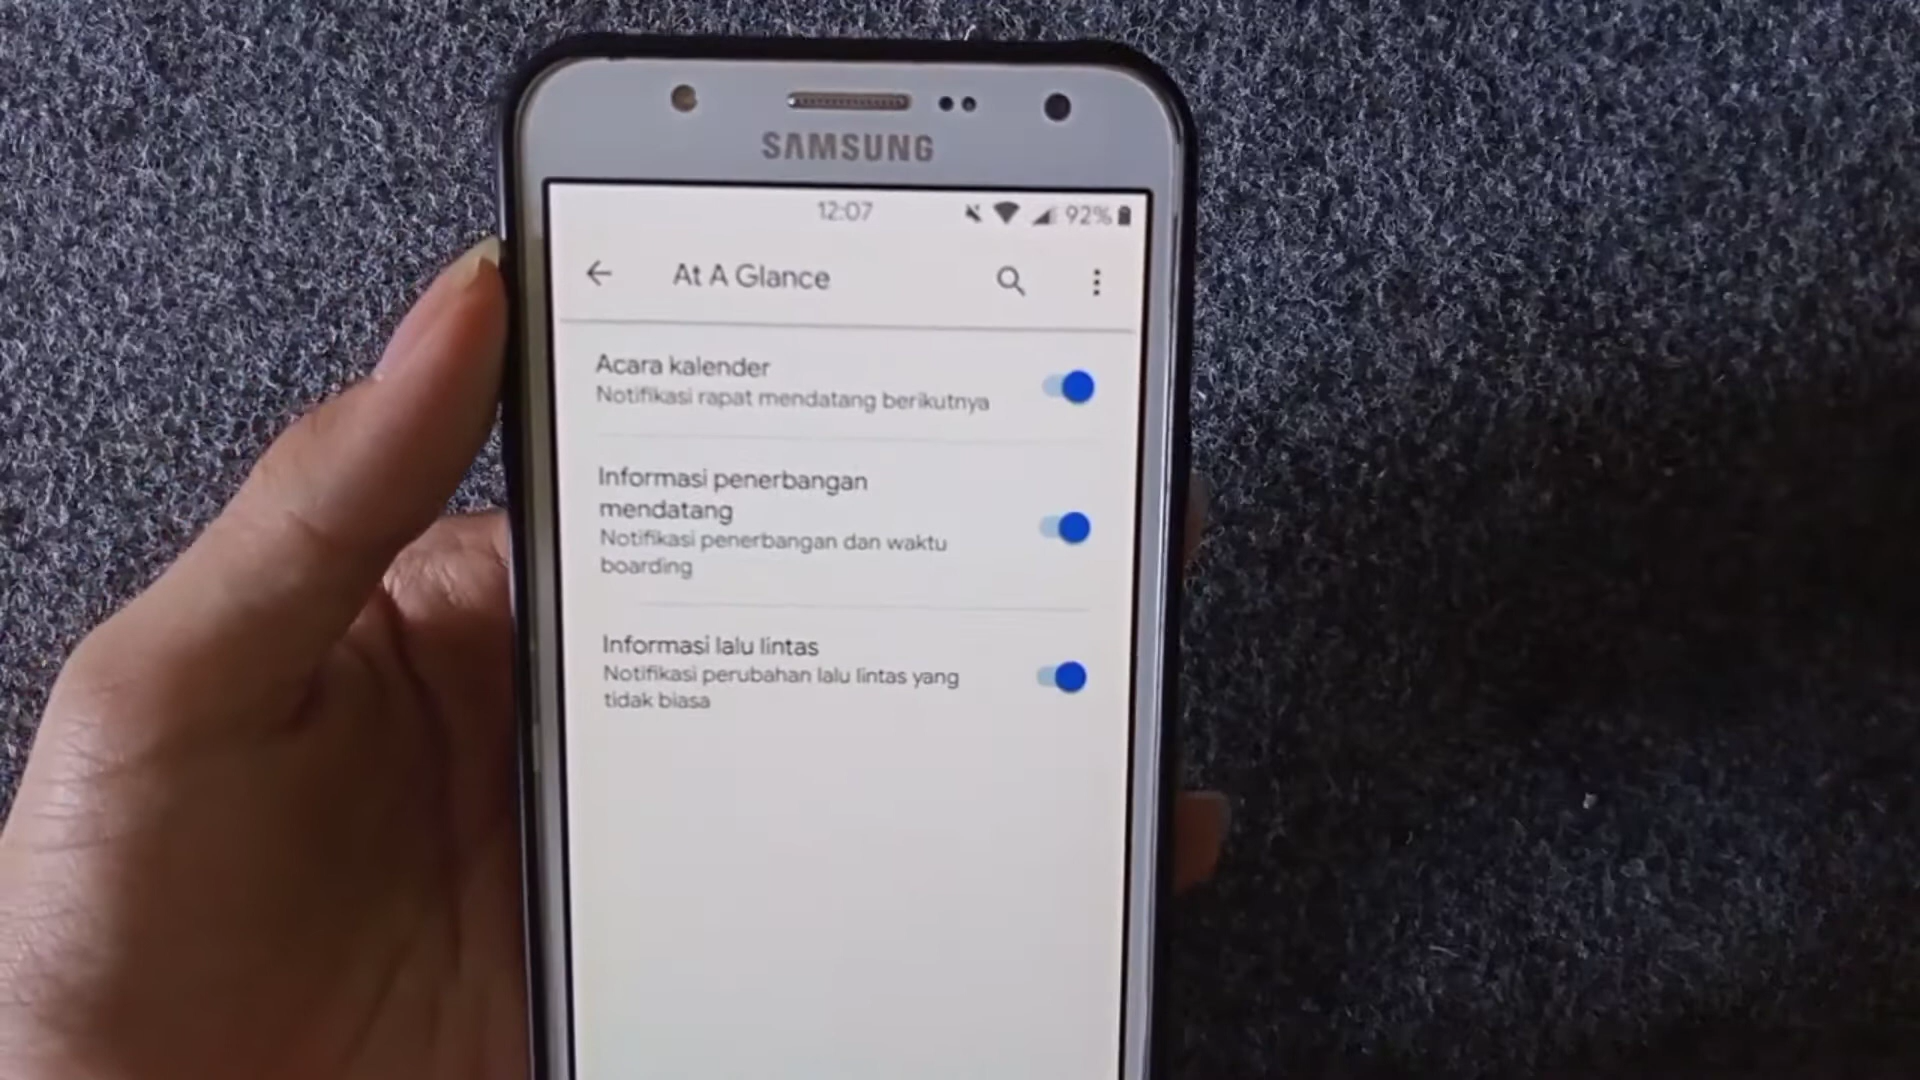 SAMSUNG
12:07
92%
At A Glance
Acara kalender
Notifikasi rapat mendatang berikutnya
Informasi penerbangan
mendatang
Notifikasi penerbangan dan waktu
boarding
Informasi lalu lintas
Notifikasi perubahan lalu lintas yang
tidak biasa